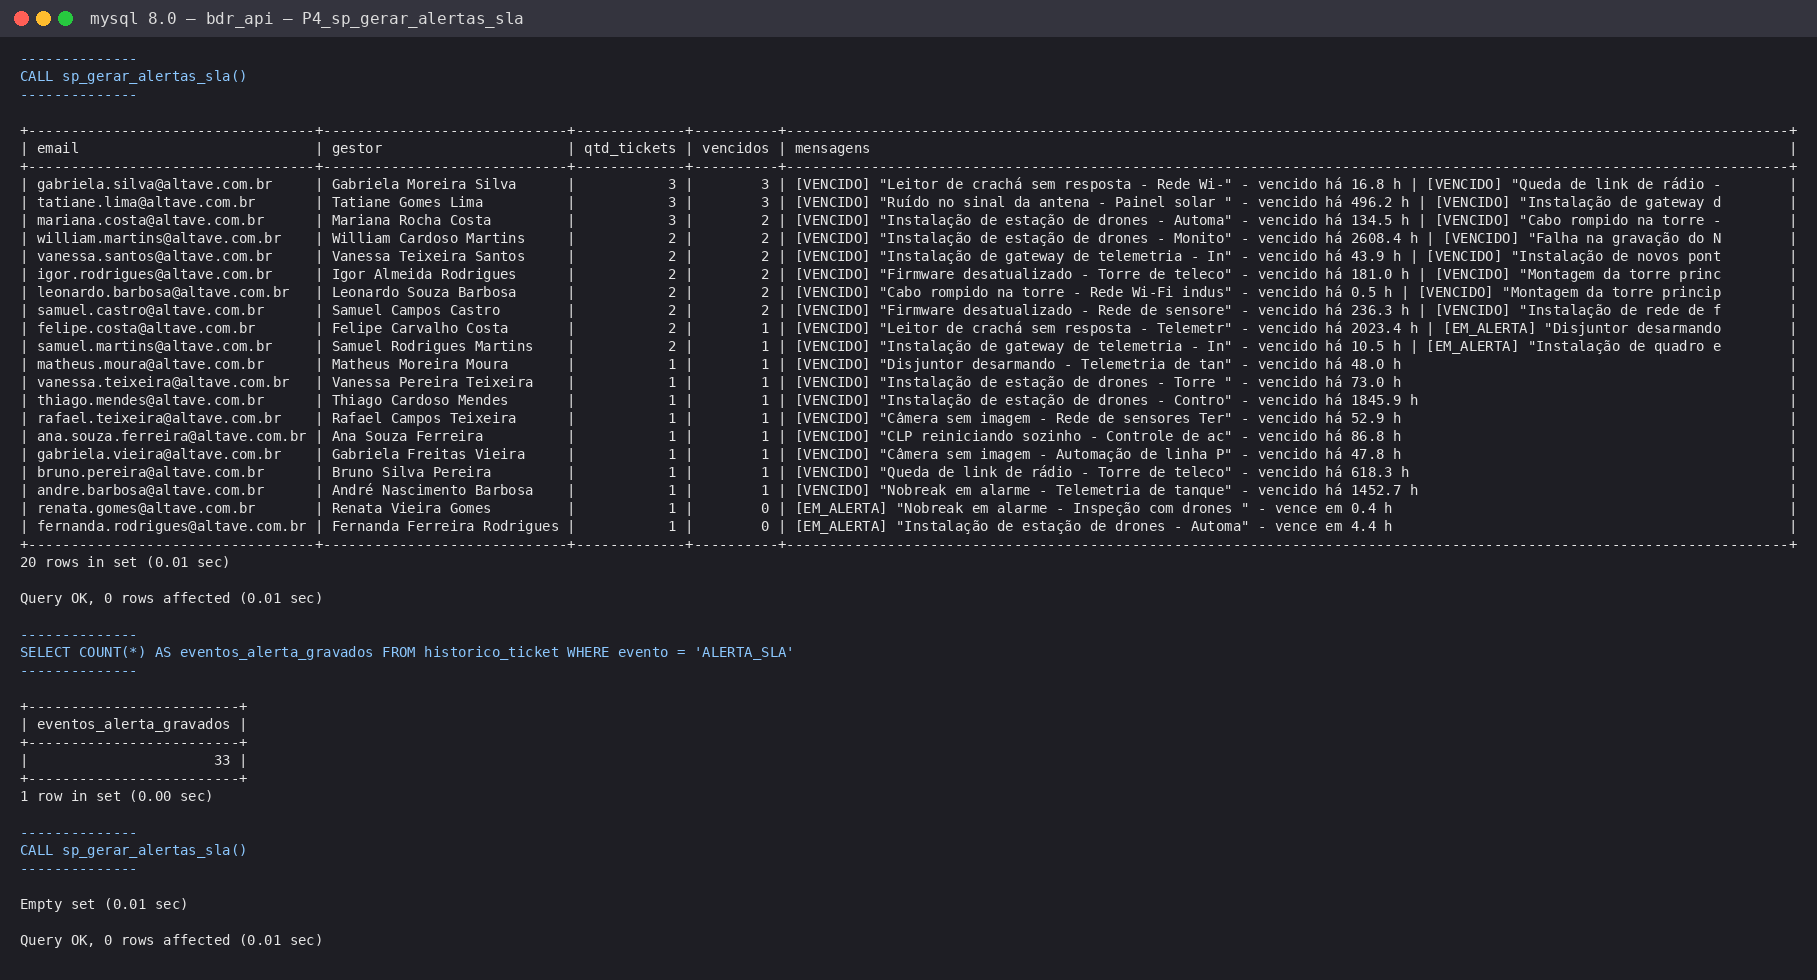 mysql 8.0 — bdr_api — P4_sp_gerar_alertas_sla
--------------
CALL sp_gerar_alertas_sla()
--------------
+----------------------------------+-----------------------------+-------------+----------+-----------------------------------------------------------------------------------------------------------------------+
| email                            | gestor                      | qtd_tickets | vencidos | mensagens                                                                                                             |
+----------------------------------+-----------------------------+-------------+----------+-----------------------------------------------------------------------------------------------------------------------+
| gabriela.silva@altave.com.br     | Gabriela Moreira Silva      |           3 |        3 | [VENCIDO] "Leitor de crachá sem resposta - Rede Wi-" - vencido há 16.8 h | [VENCIDO] "Queda de link de rádio -        |
| tatiane.lima@altave.com.br       | Tatiane Gomes Lima          |           3 |        3 | [VENCIDO] "Ruído no sinal da antena - Painel solar " - vencido há 496.2 h | [VENCIDO] "Instalação de gateway d        |
| mariana.costa@altave.com.br      | Mariana Rocha Costa         |           3 |        2 | [VENCIDO] "Instalação de estação de drones - Automa" - vencido há 134.5 h | [VENCIDO] "Cabo rompido na torre -        |
| william.martins@altave.com.br    | William Cardoso Martins     |           2 |        2 | [VENCIDO] "Instalação de estação de drones - Monito" - vencido há 2608.4 h | [VENCIDO] "Falha na gravação do N        |
| vanessa.santos@altave.com.br     | Vanessa Teixeira Santos     |           2 |        2 | [VENCIDO] "Instalação de gateway de telemetria - In" - vencido há 43.9 h | [VENCIDO] "Instalação de novos pont        |
| igor.rodrigues@altave.com.br     | Igor Almeida Rodrigues      |           2 |        2 | [VENCIDO] "Firmware desatualizado - Torre de teleco" - vencido há 181.0 h | [VENCIDO] "Montagem da torre princ        |
| leonardo.barbosa@altave.com.br   | Leonardo Souza Barbosa      |           2 |        2 | [VENCIDO] "Cabo rompido na torre - Rede Wi-Fi indus" - vencido há 0.5 h | [VENCIDO] "Montagem da torre princip        |
| samuel.castro@altave.com.br      | Samuel Campos Castro        |           2 |        2 | [VENCIDO] "Firmware desatualizado - Rede de sensore" - vencido há 236.3 h | [VENCIDO] "Instalação de rede de f        |
| felipe.costa@altave.com.br       | Felipe Carvalho Costa       |           2 |        1 | [VENCIDO] "Leitor de crachá sem resposta - Telemetr" - vencido há 2023.4 h | [EM_ALERTA] "Disjuntor desarmando        |
| samuel.martins@altave.com.br     | Samuel Rodrigues Martins    |           2 |        1 | [VENCIDO] "Instalação de gateway de telemetria - In" - vencido há 10.5 h | [EM_ALERTA] "Instalação de quadro e        |
| matheus.moura@altave.com.br      | Matheus Moreira Moura       |           1 |        1 | [VENCIDO] "Disjuntor desarmando - Telemetria de tan" - vencido há 48.0 h                                              |
| vanessa.teixeira@altave.com.br   | Vanessa Pereira Teixeira    |           1 |        1 | [VENCIDO] "Instalação de estação de drones - Torre " - vencido há 73.0 h                                              |
| thiago.mendes@altave.com.br      | Thiago Cardoso Mendes       |           1 |        1 | [VENCIDO] "Instalação de estação de drones - Contro" - vencido há 1845.9 h                                            |
| rafael.teixeira@altave.com.br    | Rafael Campos Teixeira      |           1 |        1 | [VENCIDO] "Câmera sem imagem - Rede de sensores Ter" - vencido há 52.9 h                                              |
| ana.souza.ferreira@altave.com.br | Ana Souza Ferreira          |           1 |        1 | [VENCIDO] "CLP reiniciando sozinho - Controle de ac" - vencido há 86.8 h                                              |
| gabriela.vieira@altave.com.br    | Gabriela Freitas Vieira     |           1 |        1 | [VENCIDO] "Câmera sem imagem - Automação de linha P" - vencido há 47.8 h                                              |
| bruno.pereira@altave.com.br      | Bruno Silva Pereira         |           1 |        1 | [VENCIDO] "Queda de link de rádio - Torre de teleco" - vencido há 618.3 h                                             |
| andre.barbosa@altave.com.br      | André Nascimento Barbosa    |           1 |        1 | [VENCIDO] "Nobreak em alarme - Telemetria de tanque" - vencido há 1452.7 h                                            |
| renata.gomes@altave.com.br       | Renata Vieira Gomes         |           1 |        0 | [EM_ALERTA] "Nobreak em alarme - Inspeção com drones " - vence em 0.4 h                                               |
| fernanda.rodrigues@altave.com.br | Fernanda Ferreira Rodrigues |           1 |        0 | [EM_ALERTA] "Instalação de estação de drones - Automa" - vence em 4.4 h                                               |
+----------------------------------+-----------------------------+-------------+----------+-----------------------------------------------------------------------------------------------------------------------+
20 rows in set (0.01 sec)
Query OK, 0 rows affected (0.01 sec)
--------------
SELECT COUNT(*) AS eventos_alerta_gravados FROM historico_ticket WHERE evento = 'ALERTA_SLA'
--------------
+-------------------------+
| eventos_alerta_gravados |
+-------------------------+
|                      33 |
+-------------------------+
1 row in set (0.00 sec)
--------------
CALL sp_gerar_alertas_sla()
--------------
Empty set (0.01 sec)
Query OK, 0 rows affected (0.01 sec)